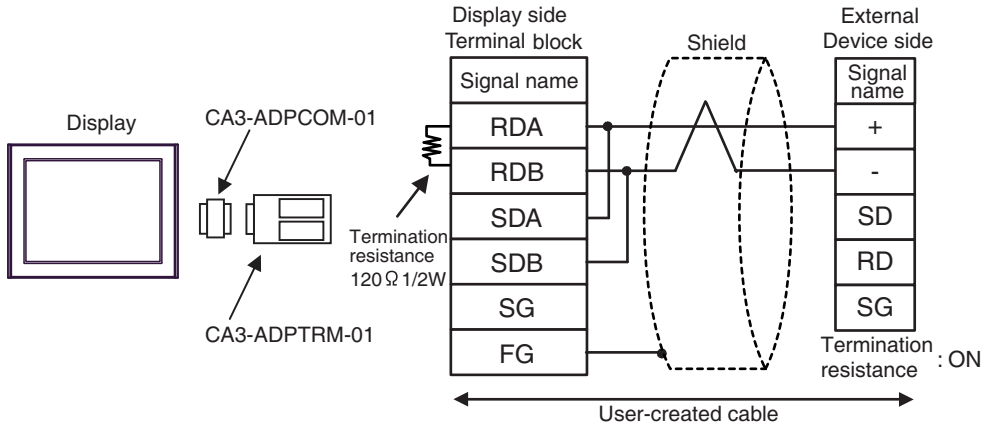 Display
CA3-ADPCOM-01
CA3-ADPTRM-01
Termination
resistance
120Ω 1/2W
Display side
Terminal block
Signal name
RDA
RDB
SDA
SDB
SG
FG
Shield
External
Device side
Signal
name
+
-
SD
RD
SG
Termination
resistance : ON
User-created cable